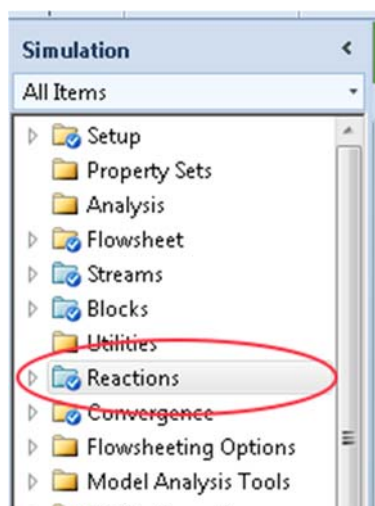 Simulation
All Items
Setup
Property Sets
Analysis
Flowsheet
Streams
Blocks
Utilities
Reactions
Convergence
Flowsheeting Options
Model Analysis Tools